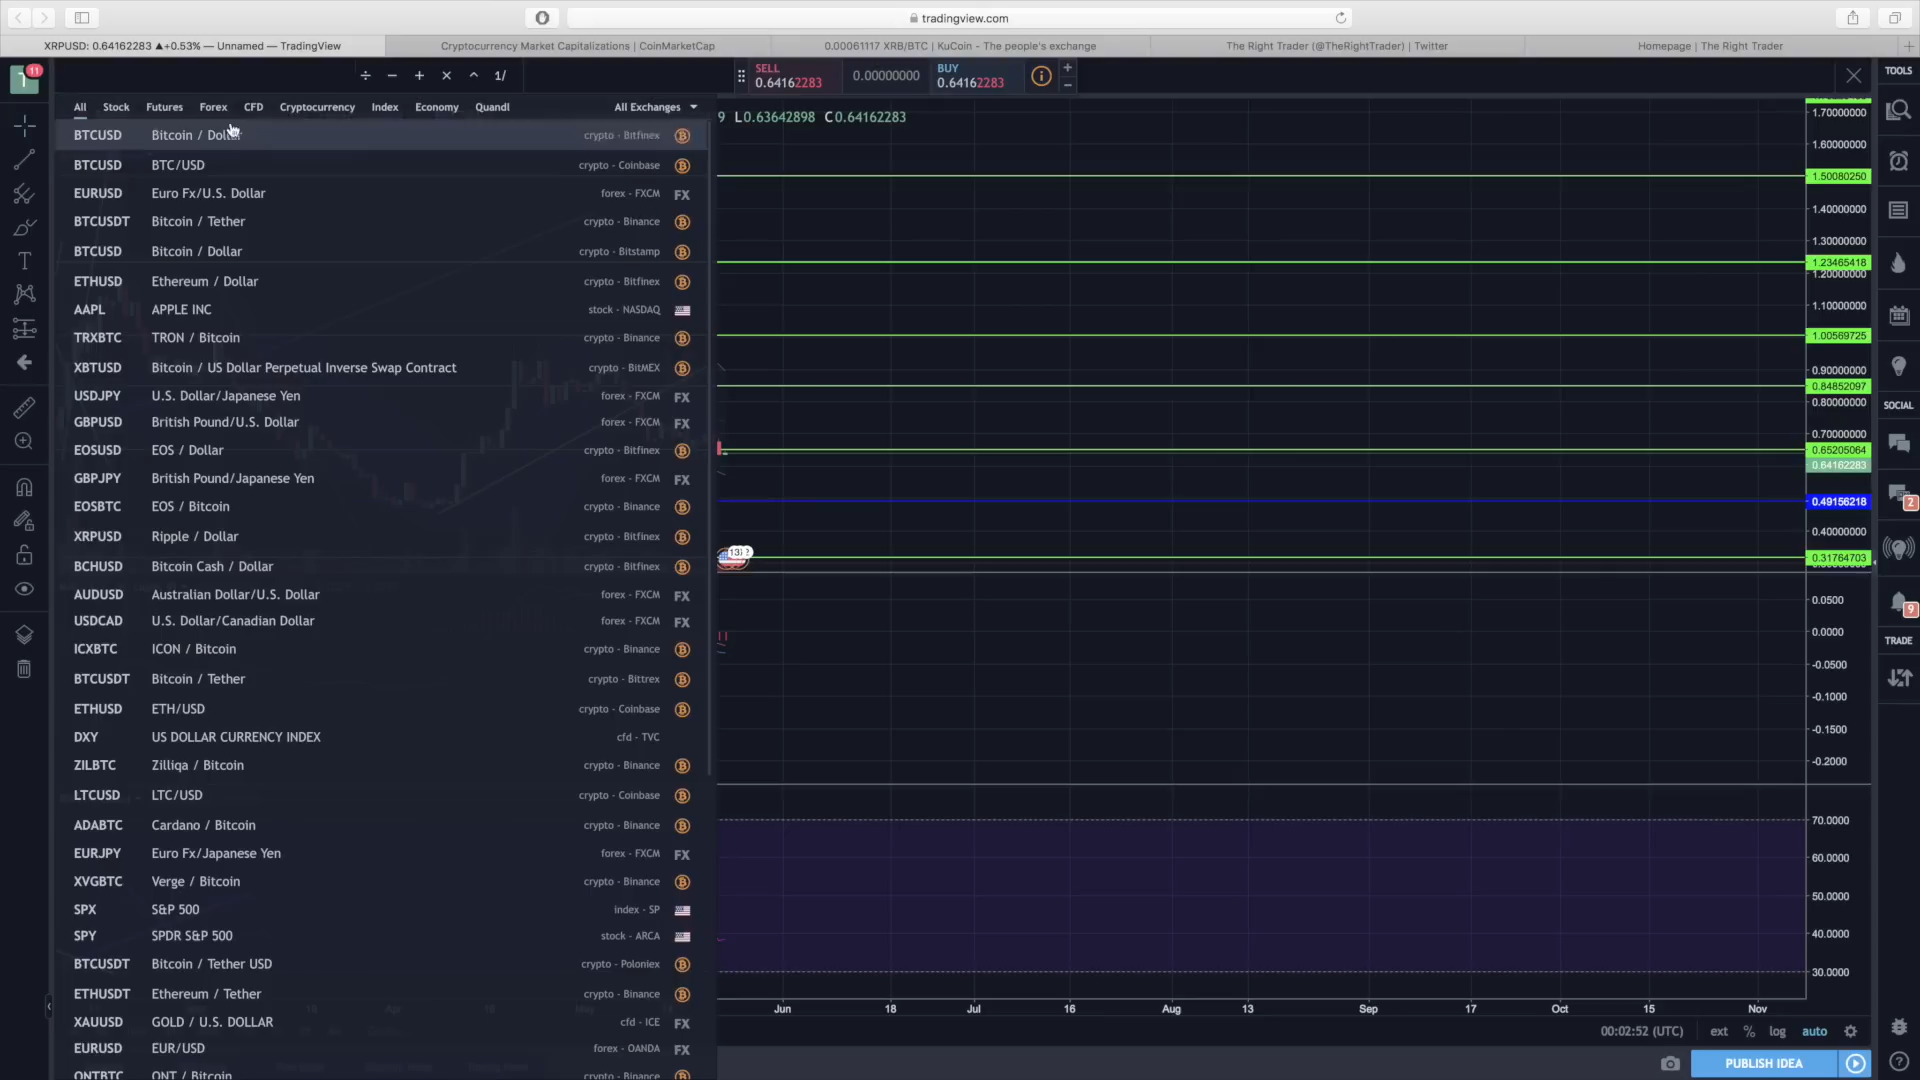 tradingview.com
XRPUSD: 0.64162283 ▲+0.53% — Unnamed — TradingView
Cryptocurrency Market Capitalizations | CoinMarketCap
0.00061117 XRB/BTC | KuCoin - The people's exchange
The Right Trader (@TheRightTrader) | Twitter
Homepage | The Right Trader
11
÷ − + × ^ 1/
SELL
0.64162283
0.00000000
BUY
0.64162283
TOOLS
All Stock Futures Forex CFD Cryptocurrency Index Economy Quandl All Exchanges
9 L0.63642898 C0.64162283
BTCUSD Bitcoin / Dollar crypto - Bitfinex
BTCUSD BTC/USD crypto - Coinbase
EURUSD Euro Fx/U.S. Dollar forex - FXCM FX
BTCUSDT Bitcoin / Tether crypto - Binance
BTCUSD Bitcoin / Dollar crypto - Bitstamp
ETHUSD Ethereum / Dollar crypto - Bitfinex
AAPL APPLE INC stock - NASDAQ
TRXBTC TRON / Bitcoin crypto - Binance
XBTUSD Bitcoin / US Dollar Perpetual Inverse Swap Contract crypto - BitMEX
USDJPY U.S. Dollar/Japanese Yen forex - FXCM FX
GBPUSD British Pound/U.S. Dollar forex - FXCM FX
EOSUSD EOS / Dollar crypto - Bitfinex
GBPJPY British Pound/Japanese Yen forex - FXCM FX
EOSBTC EOS / Bitcoin crypto - Binance
XRPUSD Ripple / Dollar crypto - Bitfinex
BCHUSD Bitcoin Cash / Dollar crypto - Bitfinex
AUDUSD Australian Dollar/U.S. Dollar forex - FXCM FX
USDCAD U.S. Dollar/Canadian Dollar forex - FXCM FX
ICXBTC ICON / Bitcoin crypto - Binance
BTCUSDT Bitcoin / Tether crypto - Bittrex
ETHUSD ETH/USD crypto - Coinbase
DXY US DOLLAR CURRENCY INDEX cfd - TVC
ZILBTC Zilliqa / Bitcoin crypto - Binance
LTCUSD LTC/USD crypto - Coinbase
ADABTC Cardano / Bitcoin crypto - Binance
EURJPY Euro Fx/Japanese Yen forex - FXCM FX
XVGBTC Verge / Bitcoin crypto - Binance
SPX S&P 500 index - SP
SPY SPDR S&P 500 stock - ARCA
BTCUSDT Bitcoin / Tether USD crypto - Poloniex
ETHUSDT Ethereum / Tether crypto - Binance
XAUUSD GOLD / U.S. DOLLAR cfd - ICE FX
EURUSD EUR/USD forex - OANDA FX
ONTBTC ONT / Bitcoin crypto - Binance
1.70000000
1.60000000
1.50080250
1.40000000
1.30000000
1.23465418
1.20000000
1.10000000
1.00569725
0.90000000
0.84852097
0.80000000
0.70000000
0.65205064
0.64162283
0.49156218
0.40000000
0.31764703
0.0500
0.0000
-0.0500
-0.1000
-0.1500
-0.2000
70.0000
60.0000
50.0000
40.0000
30.0000
SOCIAL
2
9
TRADE
Jun 18 Jul 16 Aug 13 Sep 17 Oct 15 Nov
00:02:52 (UTC) ext % log auto
PUBLISH IDEA